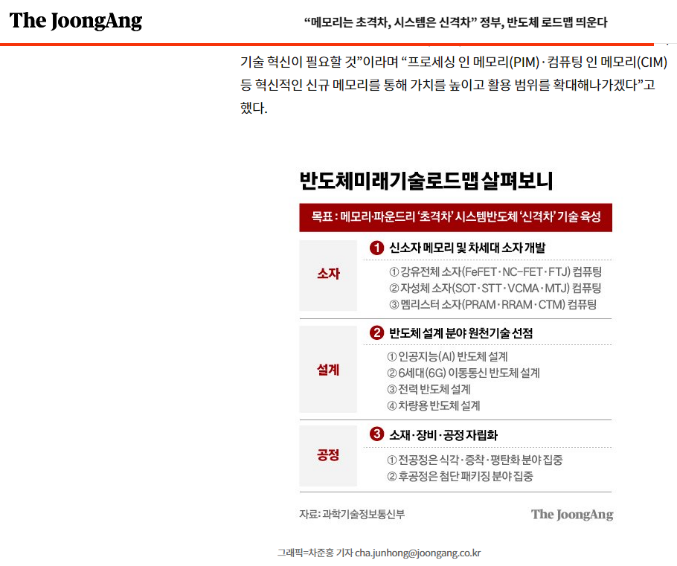 The JoongAng
“메모리는 초격차, 시스템은 신격차” 정부, 반도체 로드맵 띄운다
기술 혁신이 필요할 것”이라며 “프로세싱 인 메모리(PIM)·컴퓨팅 인 메모리(CIM)
등 혁신적인 신규 메모리를 통해 가치를 높이고 활용 범위를 확대해나가겠다”고
했다.
반도체미래기술로드맵 살펴보니
목표 : 메모리·파운드리 ‘초격차’ 시스템반도체 ‘신격차’ 기술 육성
소자
1 신소자 메모리 및 차세대 소자 개발
① 강유전체 소자(FeFET·NC-FET·FTJ) 컴퓨팅
② 자성체 소자(SOT·STT·VCMA·MTJ) 컴퓨팅
③ 멤리스터 소자(PRAM·RRAM·CTM) 컴퓨팅
설계
2 반도체 설계 분야 원천기술 선점
① 인공지능(AI) 반도체 설계
② 6세대(6G) 이동통신 반도체 설계
③ 전력 반도체 설계
④ 차량용 반도체 설계
공정
3 소재·장비·공정 자립화
① 전공정은 식각·증착·평탄화 분야 집중
② 후공정은 첨단 패키징 분야 집중
자료: 과학기술정보통신부
The JoongAng
그래픽=차준홍 기자 cha.junhong@joongang.co.kr